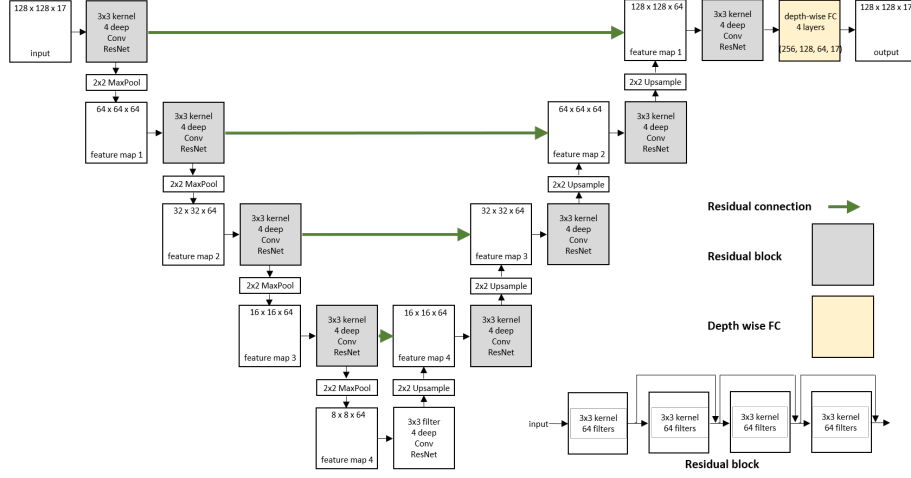 128 x 128 x 17
input
3x3 kernel
4 deep
Conv
ResNet
128 x 128 x 64
feature map 1
3x3 kernel
4 deep
Conv
ResNet
depth-wise FC
4 layers
(256, 128, 64, 17)
128 x 128 x 17
output
2x2 MaxPool
2x2 Upsample
64 x 64 x 64
feature map 1
3x3 kernel
4 deep
Conv
ResNet
64 x 64 x 64
feature map 2
3x3 kernel
4 deep
Conv
ResNet
2x2 MaxPool
2x2 Upsample
32 x 32 x 64
feature map 2
3x3 kernel
4 deep
Conv
ResNet
32 x 32 x 64
feature map 3
3x3 kernel
4 deep
Conv
ResNet
2x2 MaxPool
2x2 Upsample
16 x 16 x 64
feature map 3
3x3 kernel
4 deep
Conv
ResNet
16 x 16 x 64
feature map 4
3x3 kernel
4 deep
Conv
ResNet
2x2 MaxPool
2x2 Upsample
8 x 8 x 64
feature map 4
3x3 filter
4 deep
Conv
ResNet
Residual connection
Residual block
Depth wise FC
input
3x3 kernel
64 filters
3x3 kernel
64 filters
3x3 kernel
64 filters
3x3 kernel
64 filters
Residual block